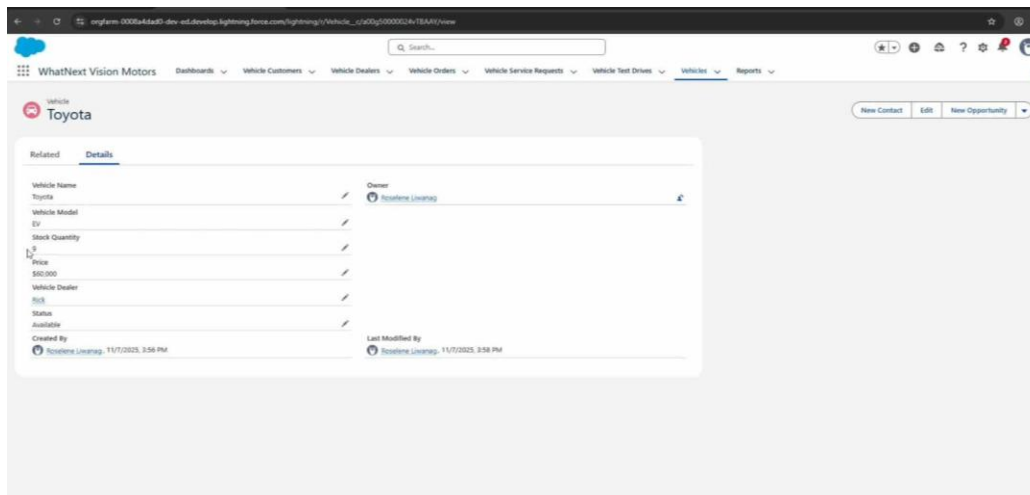 orgfarm-0008a4dad0-dev-ed.develop.lightning.force.com/lightning/r/Vehicle__c/a00g50000024vTBAAY/view
Search...
WhatNext Vision Motors Dashboards Vehicle Customers Vehicle Dealers Vehicle Orders Vehicle Service Requests Vehicle Test Drives Vehicles Reports
Vehicle
Toyota
New Contact Edit New Opportunity
Related Details
Vehicle Name Owner
Toyota Roselene Liwanag
Vehicle Model
EV
Stock Quantity
Price
$60,000
Vehicle Dealer
Rick
Status
Available
Created By Last Modified By
Roselene Liwanag, 11/7/2025, 3:56 PM Roselene Liwanag, 11/7/2025, 3:58 PM